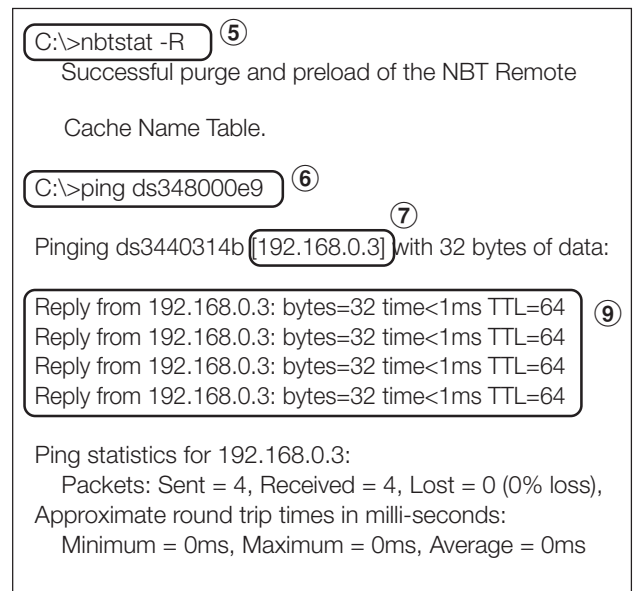 C:\>nbtstat -R ⑤
Successful purge and preload of the NBT Remote
Cache Name Table.
C:\>ping ds348000e9 ⑥
⑦
Pinging ds3440314b [192.168.0.3] with 32 bytes of data:
Reply from 192.168.0.3: bytes=32 time<1ms TTL=64 ⑨
Reply from 192.168.0.3: bytes=32 time<1ms TTL=64
Reply from 192.168.0.3: bytes=32 time<1ms TTL=64
Reply from 192.168.0.3: bytes=32 time<1ms TTL=64
Ping statistics for 192.168.0.3:
Packets: Sent = 4, Received = 4, Lost = 0 (0% loss),
Approximate round trip times in milli-seconds:
Minimum = 0ms, Maximum = 0ms, Average = 0ms